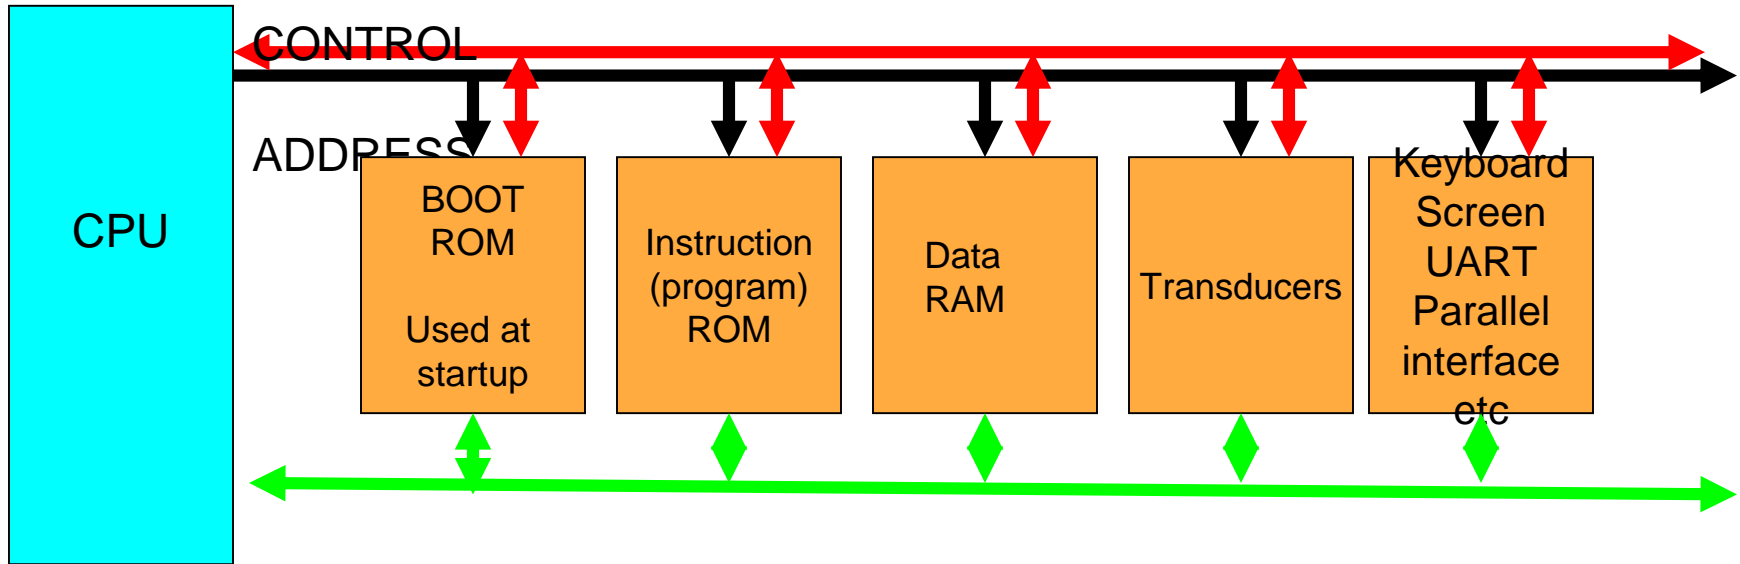 CONTROL
ADDRESS
CPU
BOOT
ROM
Used at
startup
Instruction
(program)
ROM
Data
RAM
Transducers
Keyboard
Screen
UART
Parallel
interface
etc